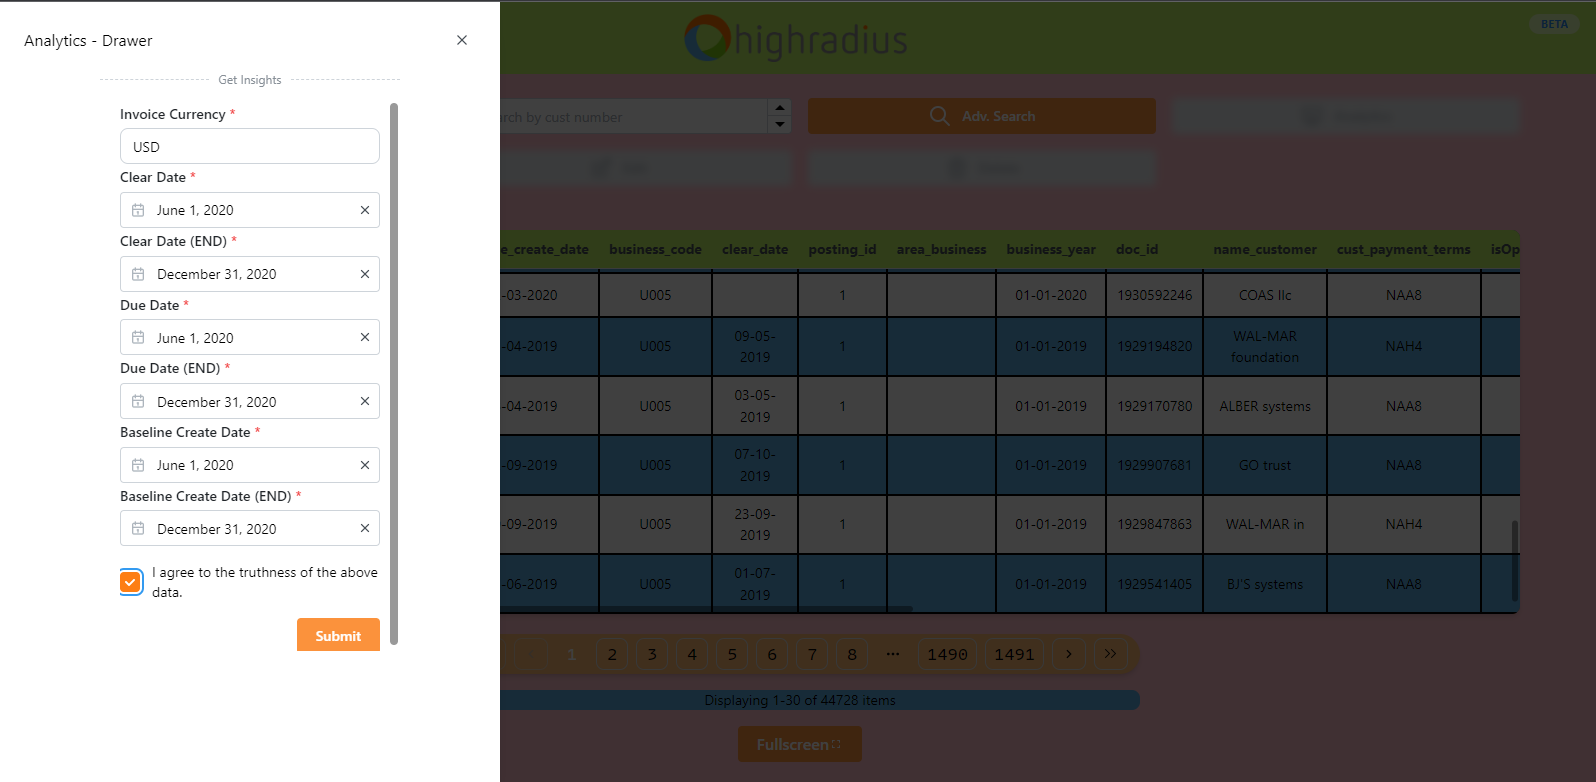 Analytics - Drawer
Get Insights
Invoice Currency *
USD
Clear Date *
June 1, 2020
Clear Date (END) *
December 31, 2020
Due Date *
June 1, 2020
Due Date (END) *
December 31, 2020
Baseline Create Date *
June 1, 2020
Baseline Create Date (END) *
December 31, 2020
I agree to the truthness of the above
data.
Submit
highradius
BETA
rch by cust number
Adv. Search
e_create_date business_code clear_date posting_id area_business business_year doc_id name_customer cust_payment_terms isOp
-03-2020 U005 1 01-01-2020 1930592246 COAS llc NAA8
-04-2019 U005 09-05-2019 1 01-01-2019 1929194820 WAL-MAR foundation NAH4
-04-2019 U005 03-05-2019 1 01-01-2019 1929170780 ALBER systems NAA8
-09-2019 U005 07-10-2019 1 01-01-2019 1929907681 GO trust NAA8
-09-2019 U005 23-09-2019 1 01-01-2019 1929847863 WAL-MAR in NAH4
-06-2019 U005 01-07-2019 1 01-01-2019 1929541405 BJ'S systems NAA8
1 2 3 4 5 6 7 8 ••• 1490 1491 > >>
Displaying 1-30 of 44728 items
Fullscreen